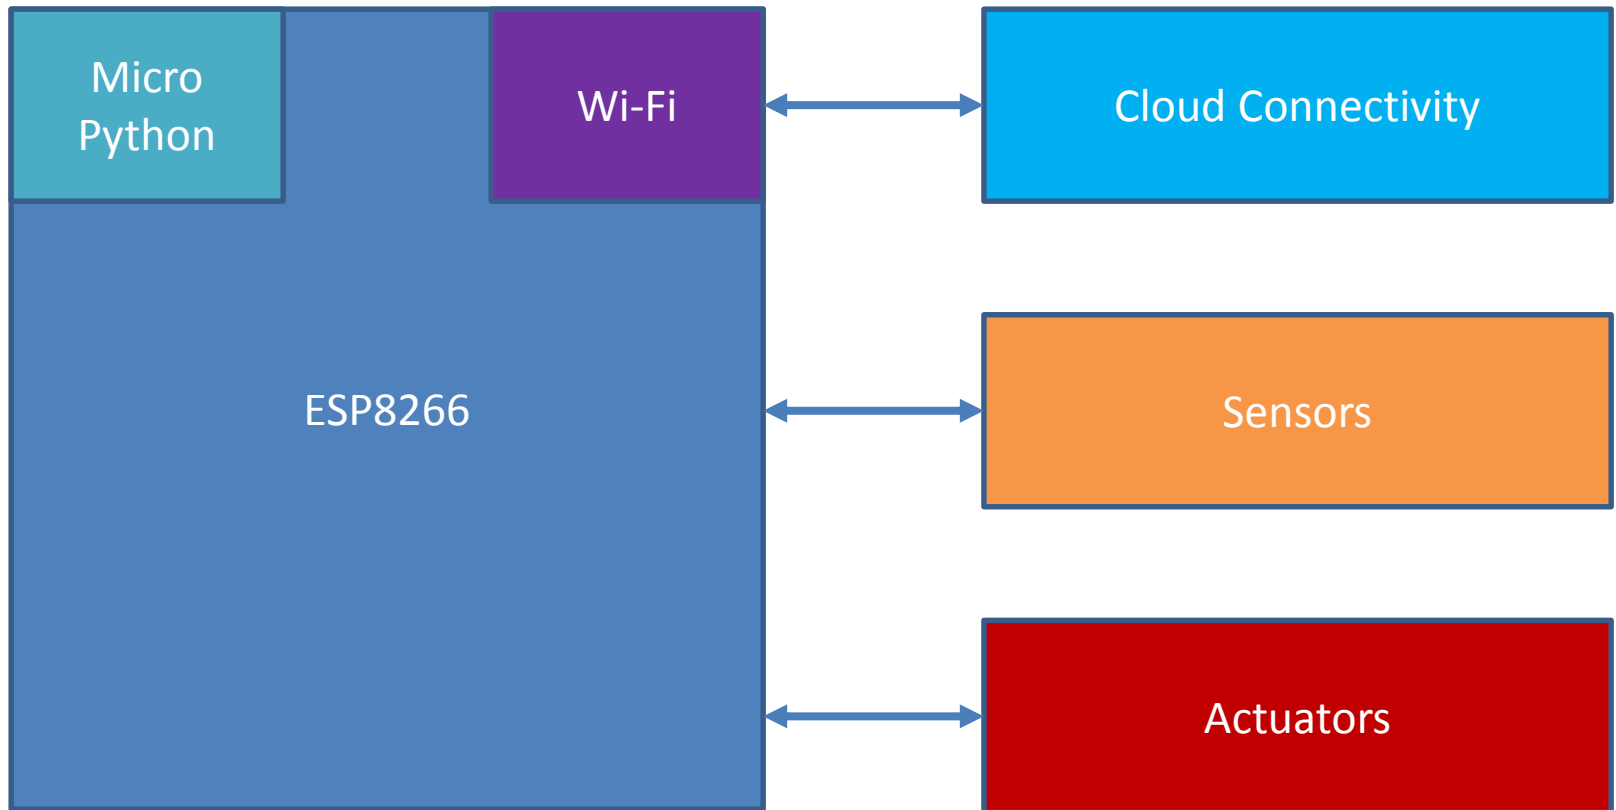 Micro
Python
Wi-Fi
Cloud Connectivity
ESP8266
Sensors
Actuators